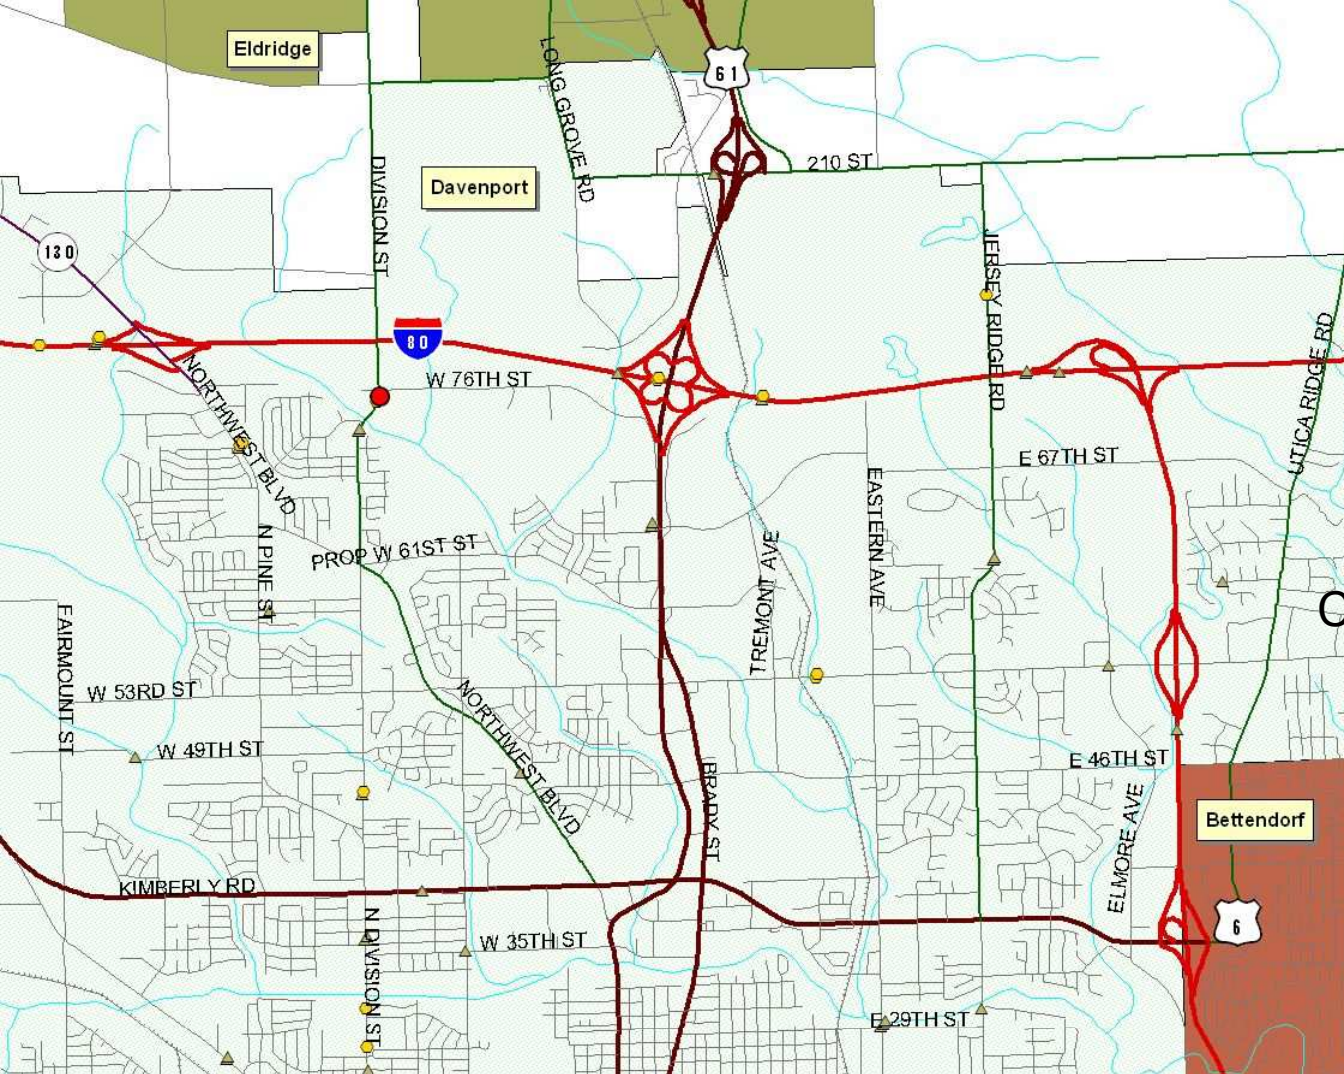 Eldridge
LONG GROVE RD
61
210 ST
DIVISION ST
Davenport
130
JERSEY RIDGE RD
80
UTICA RIDGE RD
NORTHWEST BLVD
W 76TH ST
E 67TH ST
EASTERN AVE
N PINE ST
PROP W 61ST ST
TREMONT AVE
C
FAIRMOUNT ST
W 53RD ST
NORTHWEST BLVD
W 49TH ST
E 46TH ST
BRADY ST
ELMORE AVE
Bettendorf
KIMBERLY RD
6
N DIVISION ST
W 35TH ST
E 29TH ST